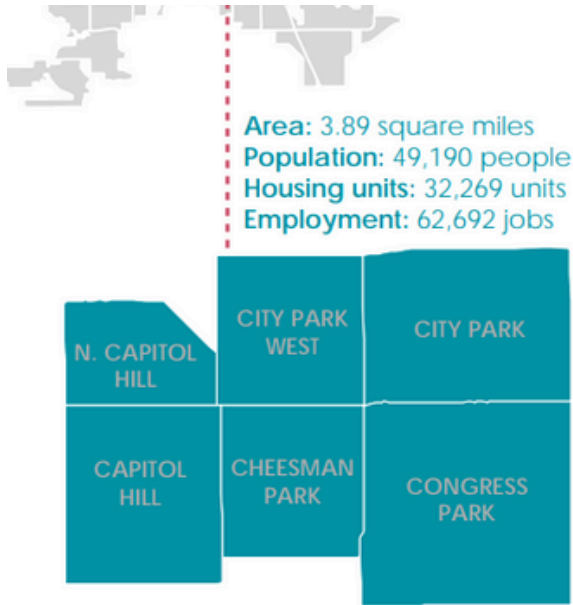 Area: 3.89 square miles
Population: 49,190 people
Housing units: 32,269 units
Employment: 62,692 jobs
N. CAPITOL
HILL
CITY PARK
WEST
CITY PARK
CAPITOL
HILL
CHEESMAN
PARK
CONGRESS
PARK